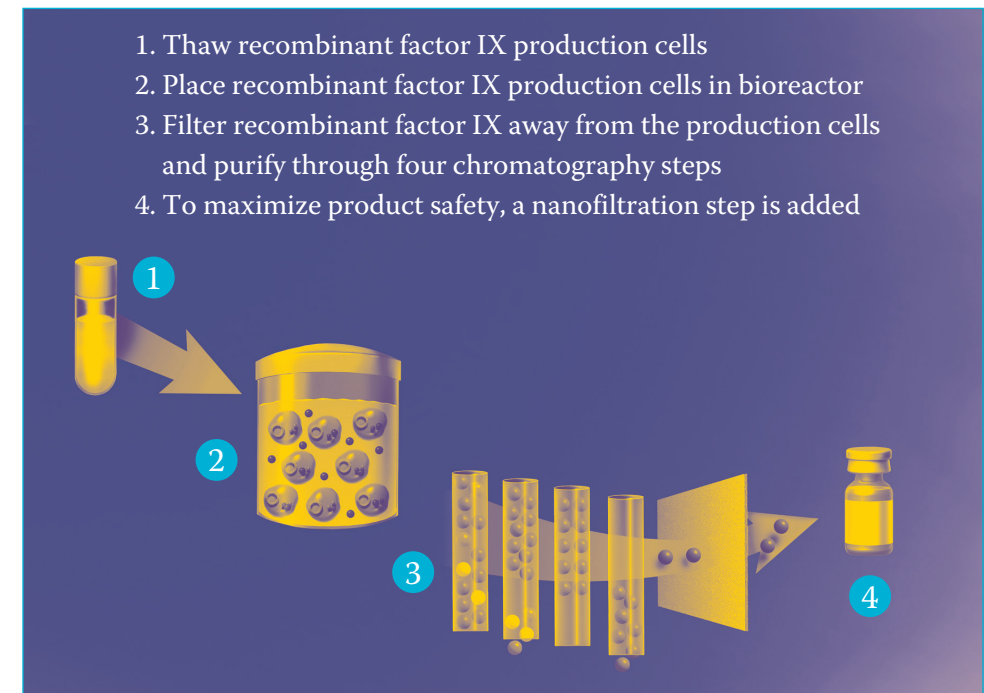 1. Thaw recombinant factor IX production cells
2. Place recombinant factor IX production cells in bioreactor
3. Filter recombinant factor IX away from the production cells
and purify through four chromatography steps
4. To maximize product safety, a nanofiltration step is added
1
2
3
4